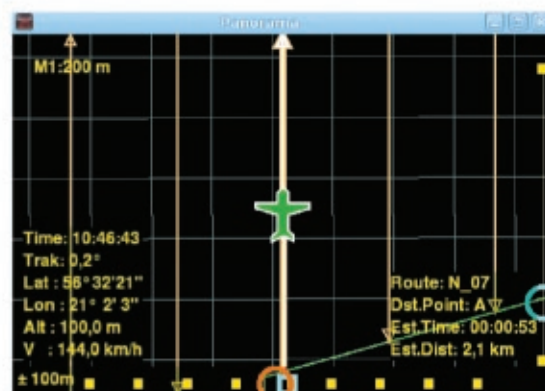 Panorama
M1:200 m
Time: 10:46:43
Trak: 0,2°
Lat : 56°32'21"
Lon : 21° 2' 3"
Alt : 100,0 m
V : 144,0 km/h
± 100m
Route: N_07
Dst.Point: A
Est.Time: 00:00:53
Est.Dist: 2,1 km